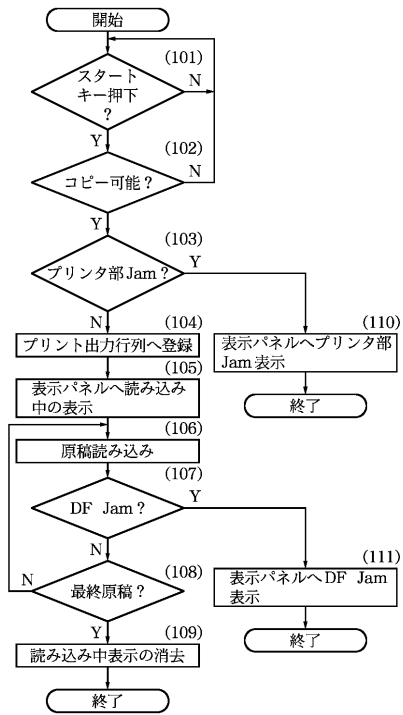 開始
(101)
スタート
キー押下
?
N
Y
(102)
コピー可能?
N
Y
(103)
プリンタ部Jam?
Y
N
(104)
プリント出力行列へ登録
(110)
表示パネルへプリンタ部
Jam表示
終了
(105)
表示パネルへ読み込み
中の表示
(106)
原稿読み込み
(107)
DF Jam?
Y
N
(108)
最終原稿?
N
Y
(111)
表示パネルへDF Jam
表示
終了
(109)
読み込み中表示の消去
終了